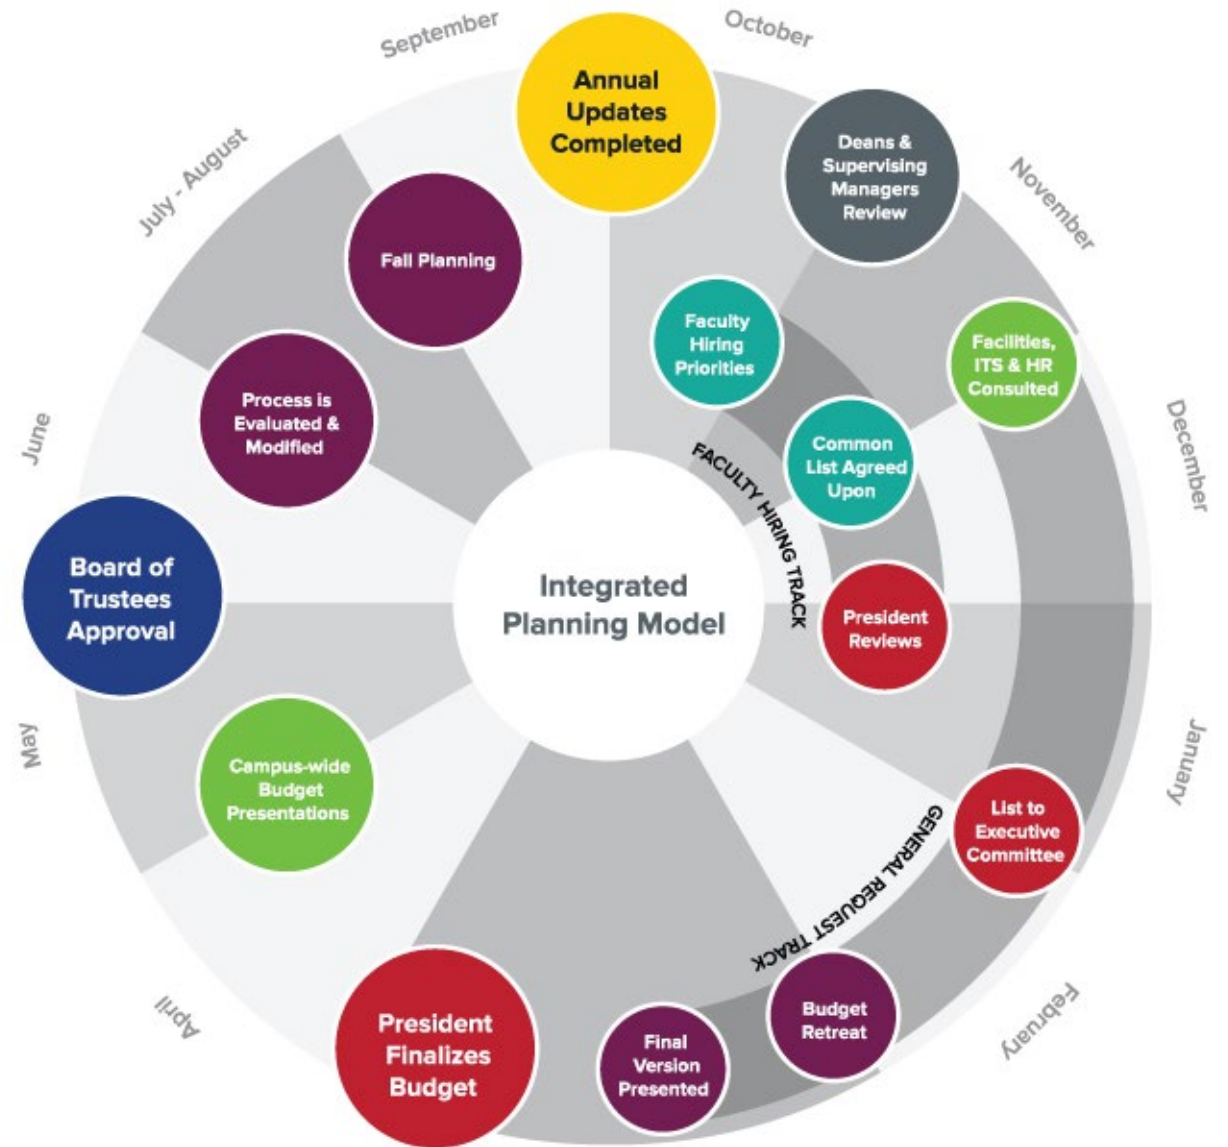 September
October
Annual
Updates
Completed
Deans &
Supervising
Managers
Review
November
July - August
Fall Planning
Faculty
Hiring
Priorities
Facilities,
ITS & HR
Consulted
December
Process is
Evaluated &
Modified
June
FACULTY HIRING TRACK
Common
List Agreed
Upon
Board of
Trustees
Approval
Integrated
Planning Model
President
Reviews
May
January
Campus-wide
Budget
Presentations
GENERAL REQUEST TRACK
List to
Executive
Committee
April
February
President
Finalizes
Budget
Final
Version
Presented
Budget
Retreat